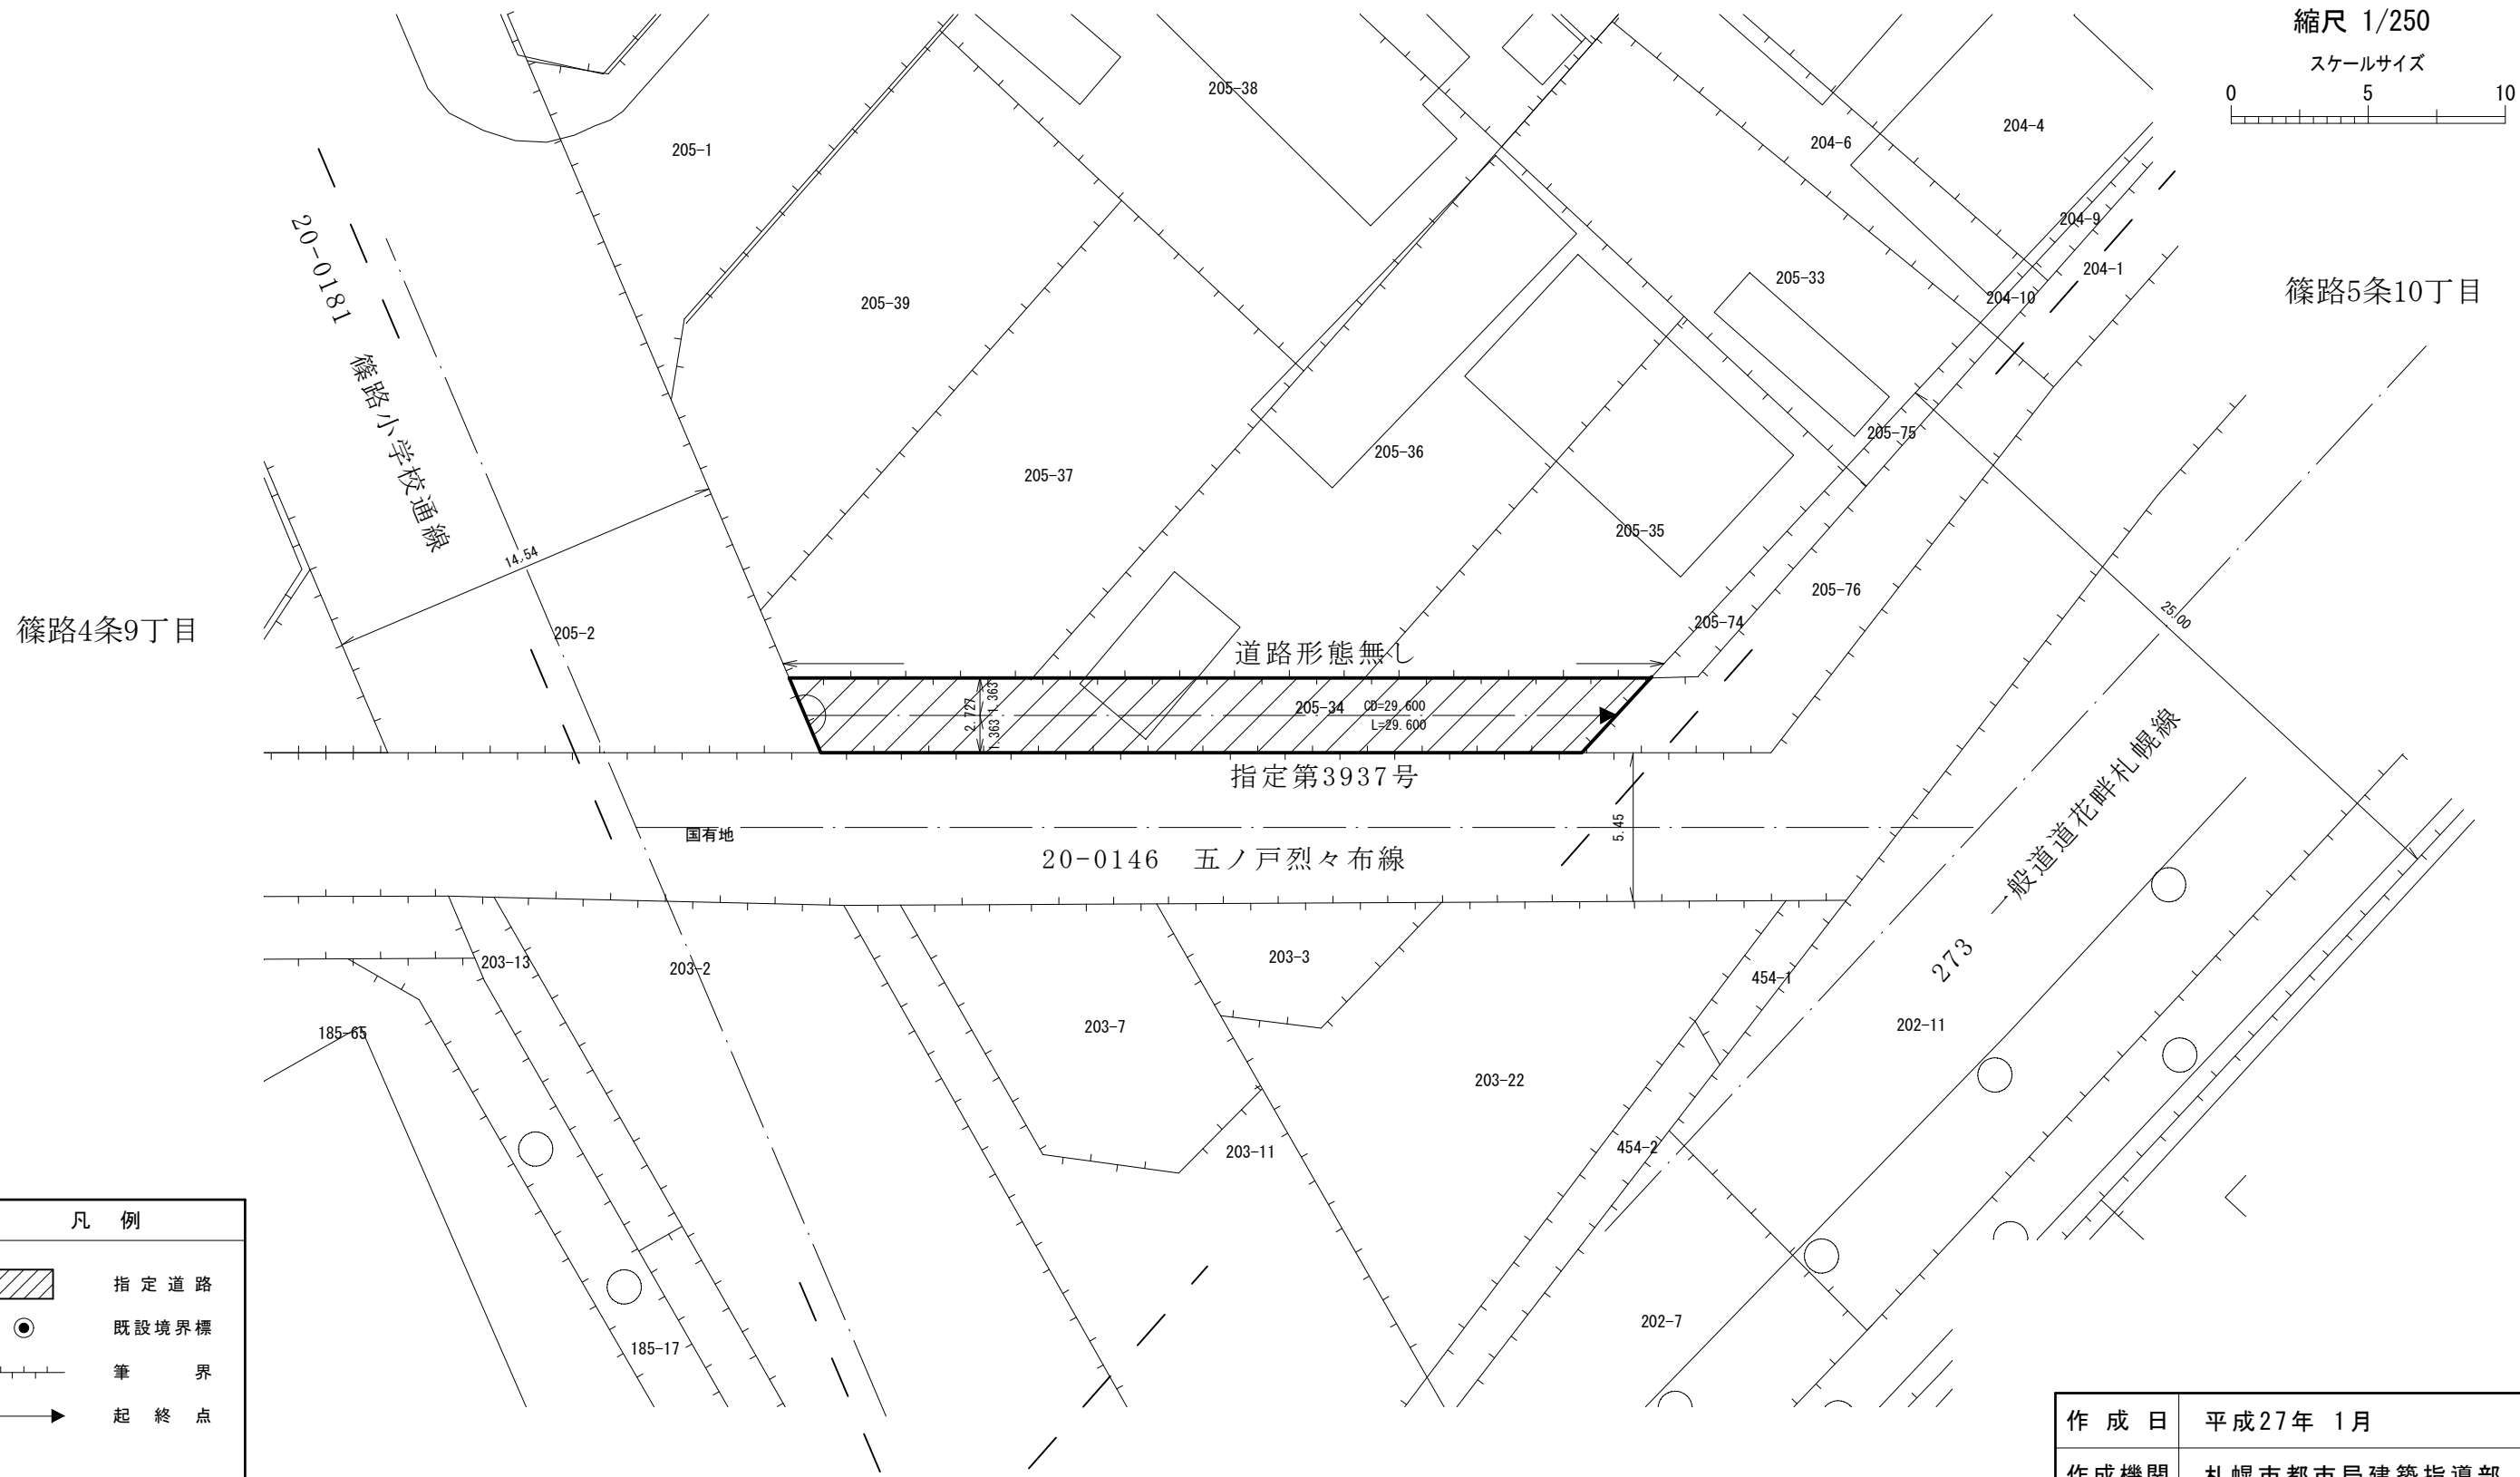 縮尺 1/250
スケールサイズ
0 5 10
205-38
204-4
204-6
205-1
204-9
20-0181 篠路小学校通線
204-1
205-33
篠路5条10丁目
204-10
205-39
205-75
205-36
205-37
205-35
14.54
205-76
25.00
205-74
篠路4条9丁目
205-2
道路形態無し
2.727
1.363
1.363
205-34
CD=29.600
L=29.600
指定第3937号
273 一般道道花畔札幌線
5.45
国有地
20-0146 五ノ戸烈々布線
203-3
203-13
203-2
454-1
203-7
202-11
185-65
203-22
454-2
203-11
凡 例
指定道路
既設境界標
筆 界
起 終 点
202-7
185-17
作 成 日 平成27年 1月
作成機関 札幌市都市局建築指導部